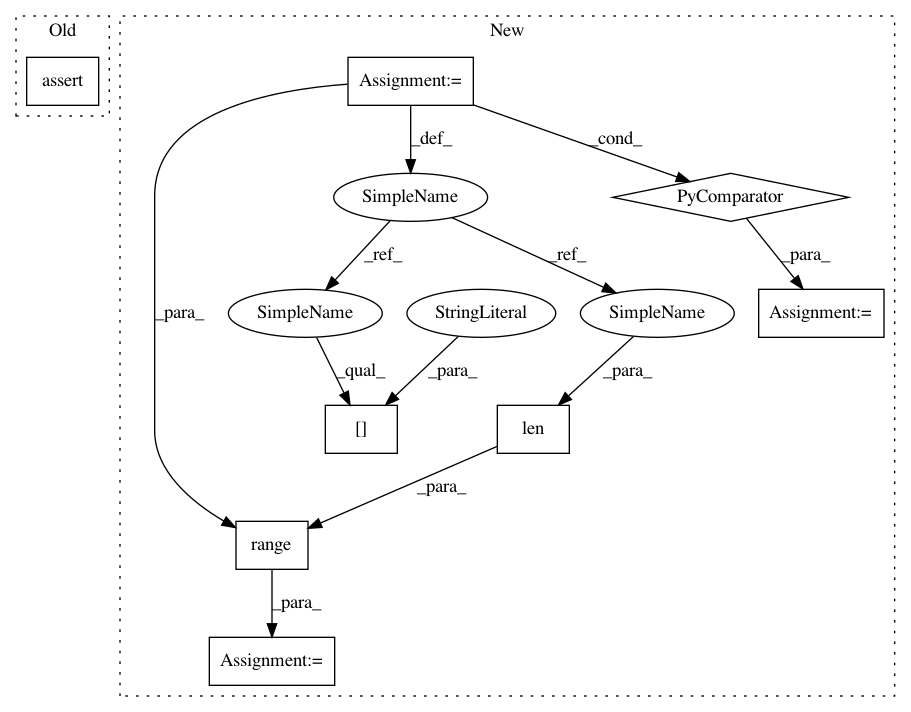 Old
New
assert
Assignment:=
_def_
_cond_
SimpleName
PyComparator
_ref_
_ref_
_para_
_para_
SimpleName
StringLiteral
SimpleName
Assignment:=
_qual_
_para_
_para_
[]
len
_para_
range
_para_
Assignment:=